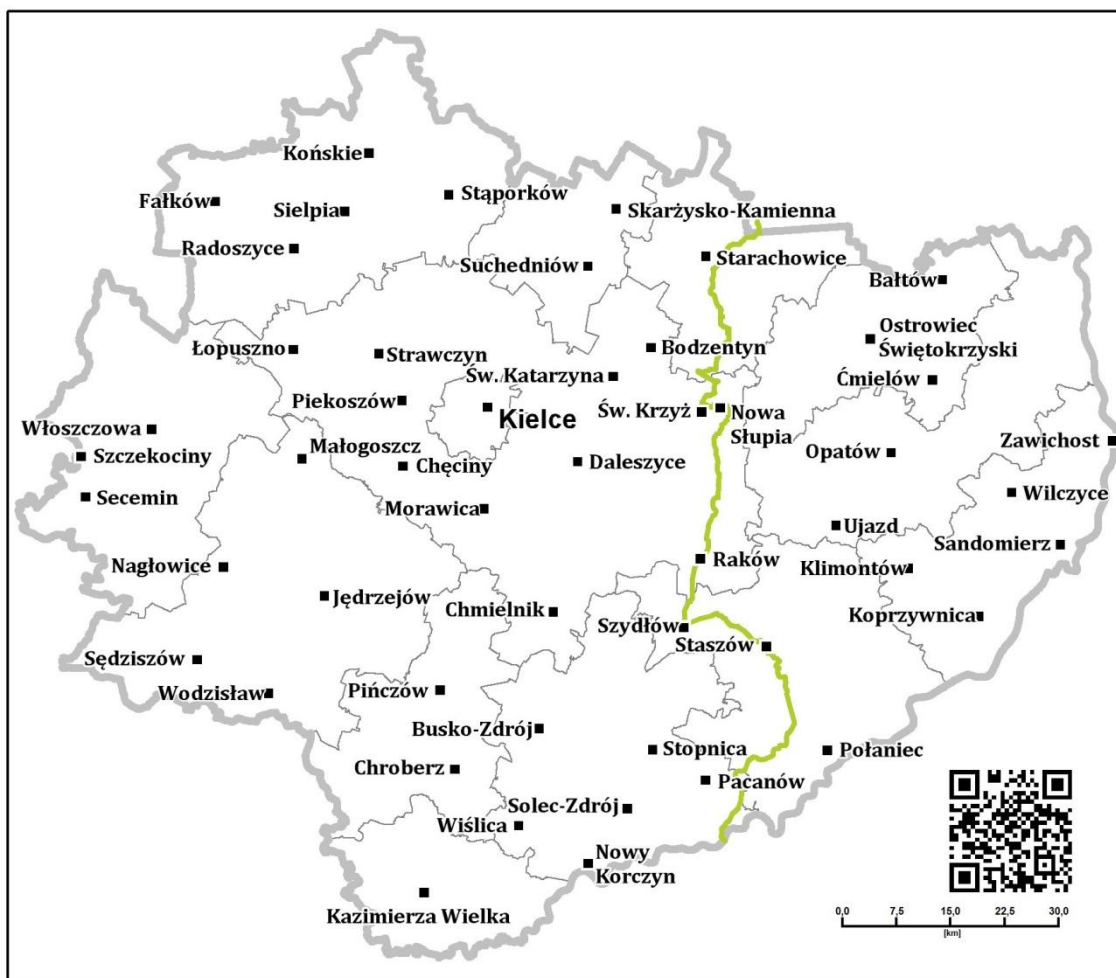 Końskie
Fałków
Stąporków
Sielpia
Skarżysko-Kamienna
Radoszyce
Starachowice
Suchedniów
Bałtów
Ostrowiec
Świętokrzyski
Łopuszno
Strawczyn
Bodzentyn
Św. Katarzyna
Ćmielów
Piekoszów
Kielce
Św. Krzyż
Nowa
Słupia
Włoszczowa
Małogoszcz
Zawichost
Szczekociny
Chęciny
Daleszyce
Opatów
Secemin
Wilczyce
Morawica
Ujazd
Sandomierz
Nagłowice
Raków
Klimontów
Jędrzejów
Chmielnik
Koprzywnica
Szydłów
Staszów
Sędziszów
Wodzisław
Pińczów
Busko-Zdrój
Stopnica
Połaniec
Chroberz
Pacanów
Solec-Zdrój
Wiślica
Nowy
Korczyn
Kazimierza Wielka
0,0 7,5 15,0 22,5 30,0
[km]